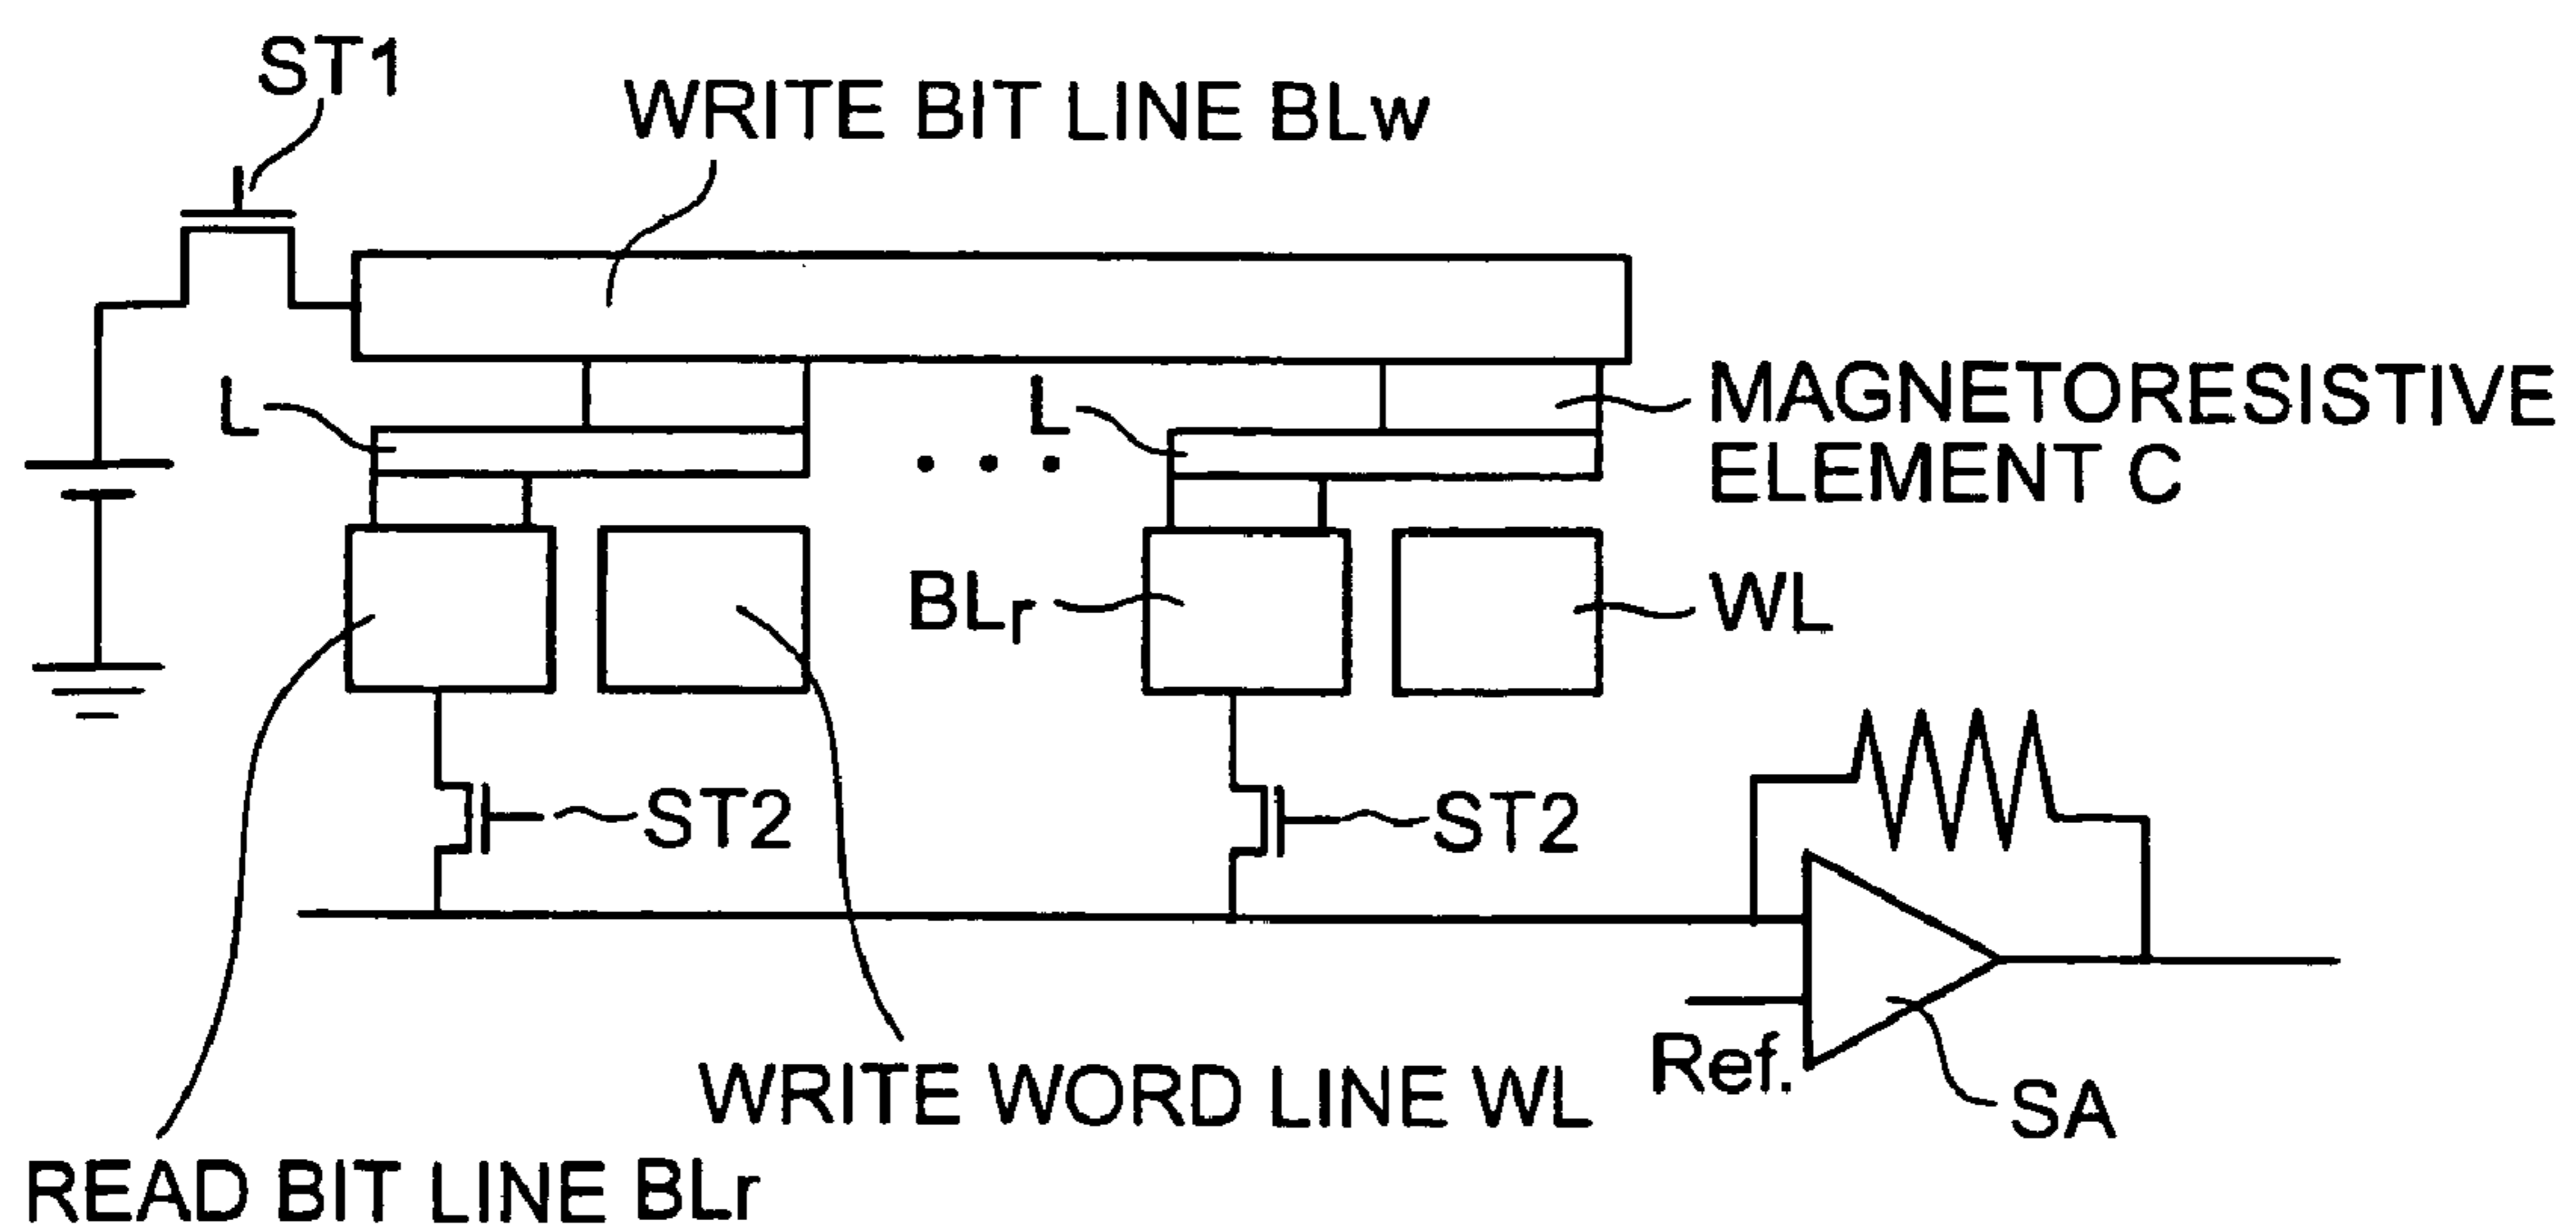 ST1
WRITE BIT LINE BLw
L
L
MAGNETORESISTIVE
ELEMENT C
BLr
WL
ST2
ST2
Ref.
SA
WRITE WORD LINE WL
READ BIT LINE BLr